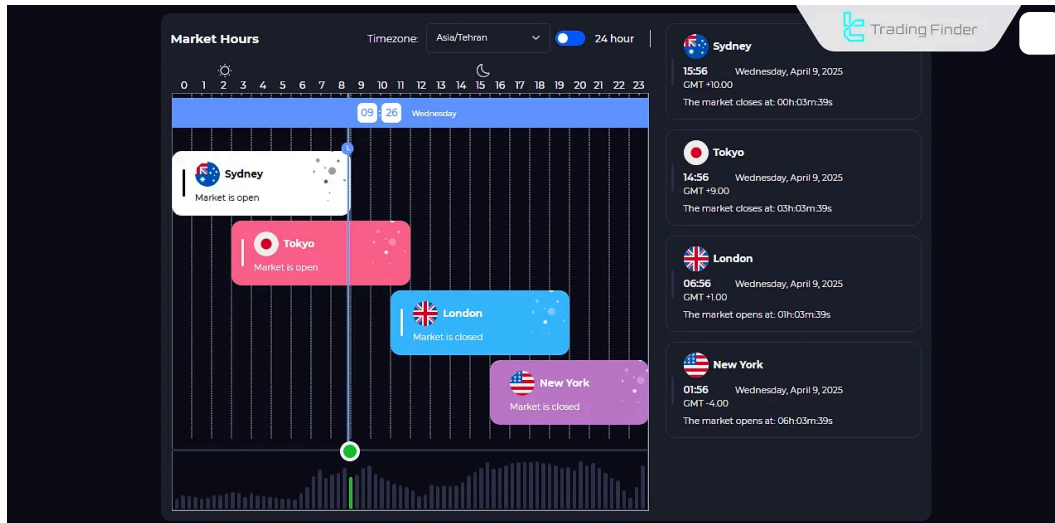 Trading Finder
Market Hours
Timezone:
Asia/Tehran
24 hour
0 1 2 3 4 5 6 7 8 9 10 11 12 13 14 15 16 17 18 19 20 21 22 23
09 : 26 Wednesday
Sydney
Market is open
Tokyo
Market is open
London
Market is closed
New York
Market is closed
Sydney
15:56 Wednesday, April 9, 2025
GMT +10.00
The market closes at: 00h:03m:39s
Tokyo
14:56 Wednesday, April 9, 2025
GMT +9.00
The market closes at: 03h:03m:39s
London
06:56 Wednesday, April 9, 2025
GMT +1.00
The market opens at: 01h:03m:39s
New York
01:56 Wednesday, April 9, 2025
GMT -4.00
The market opens at: 06h:03m:39s